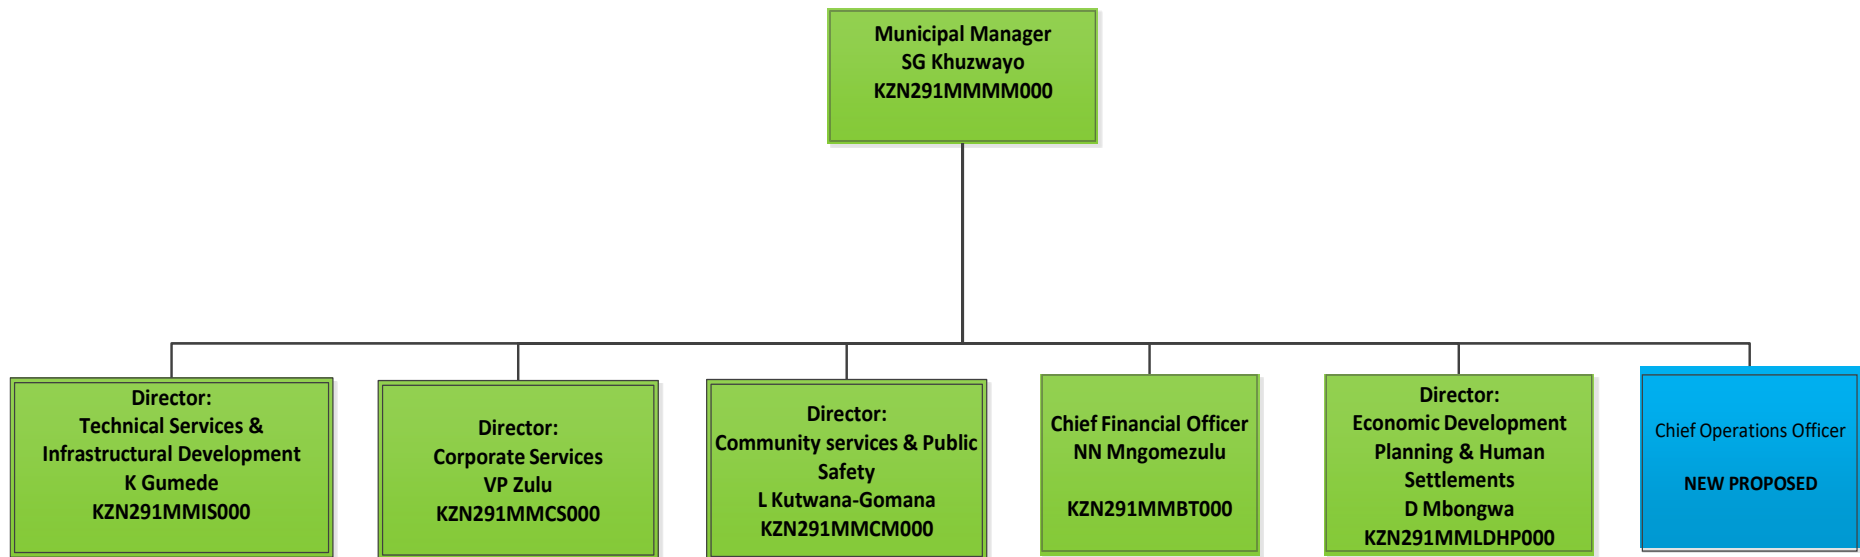 Municipal Manager
SG Khuzwayo
KZN291MMMM000
Director:
Technical Services &
Infrastructural Development
K Gumede
KZN291MMIS000
Director:
Corporate Services
VP Zulu
KZN291MMCS000
Director:
Community services & Public
Safety
L Kutwana-Gomana
KZN291MMCM000
Chief Financial Officer
NN Mngomezulu
KZN291MMBT000
Director:
Economic Development
Planning & Human
Settlements
D Mbongwa
KZN291MMLDHP000
Chief Operations Officer
NEW PROPOSED